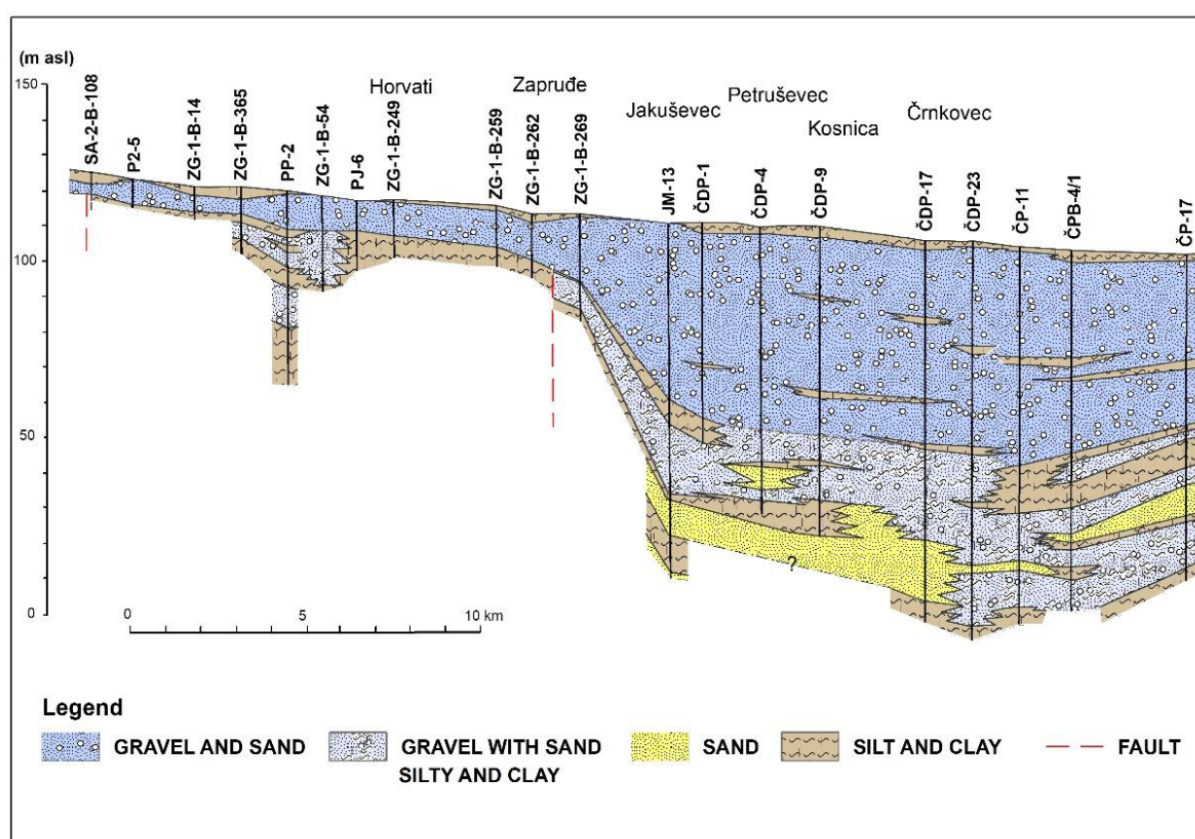 (m asl)
150
100
50
0
SA-2-B-108
P2-5
ZG-1-B-14
ZG-1-B-365
PP-2
ZG-1-B-54
PJ-6
Horvati
ZG-1-B-249
ZG-1-B-259
Zapruđe
ZG-1-B-262
ZG-1-B-269
Jakuševec
JM-13
ČDP-1
Petruševec
ČDP-4
Kosnica
ČDP-9
Črnkovec
ČDP-17
ČDP-23
ČP-11
ČPB-4/1
ČP-17
?
0 5 10 km
Legend
GRAVEL AND SAND
GRAVEL WITH SAND
SILTY AND CLAY
SAND
SILT AND CLAY
FAULT